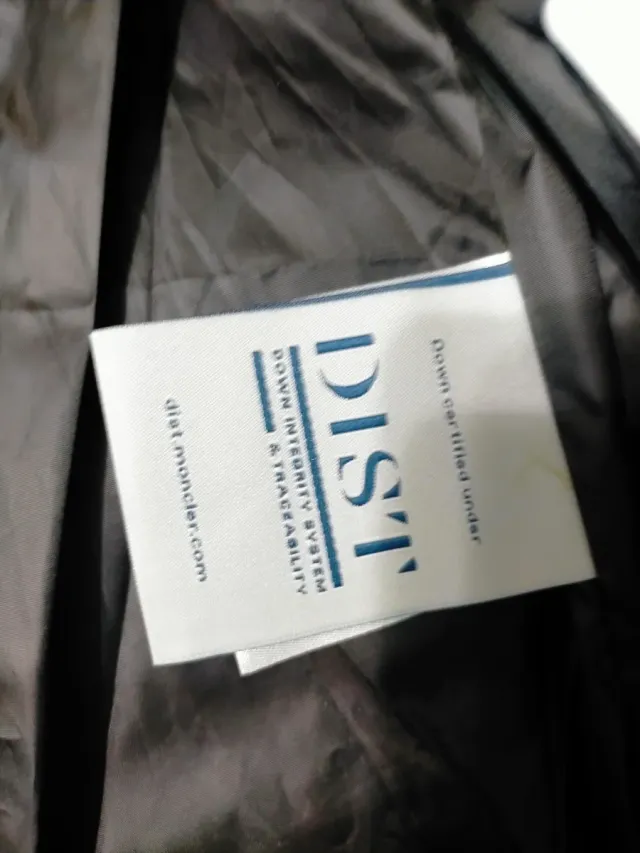 Down certified under
DIST
DOWN INTEGRITY SYSTEM
& TRACEABILITY
dist.moncler.com